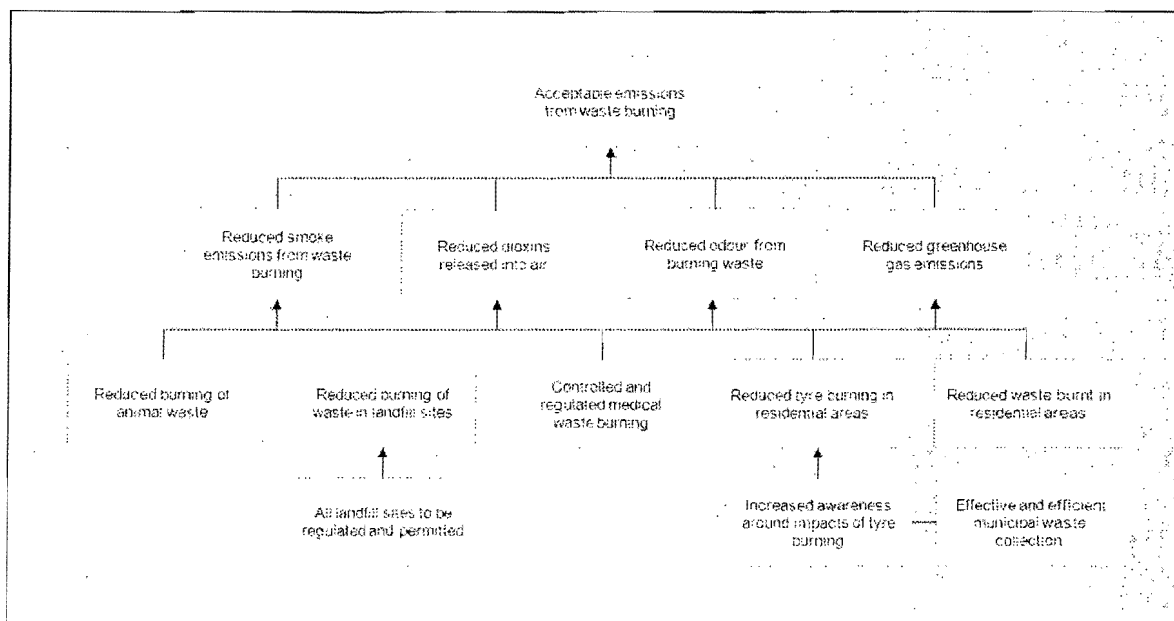 Acceptable emissions
from waste burning
Reduced smoke
emissions from waste
burning
Reduced dioxins
released into air
Reduced odour from
burning waste
Reduced greenhouse
gas emissions
Reduced burning of
animal waste
Reduced burning of
waste in landfill sites
Controlled and
regulated medical
waste burning
Reduced tyre burning in
residential areas
Reduced waste burnt in
residential areas
All landfill sites to be
regulated and permitted
Increased awareness
around impacts of tyre
burning
Effective and efficient
municipal waste
collection